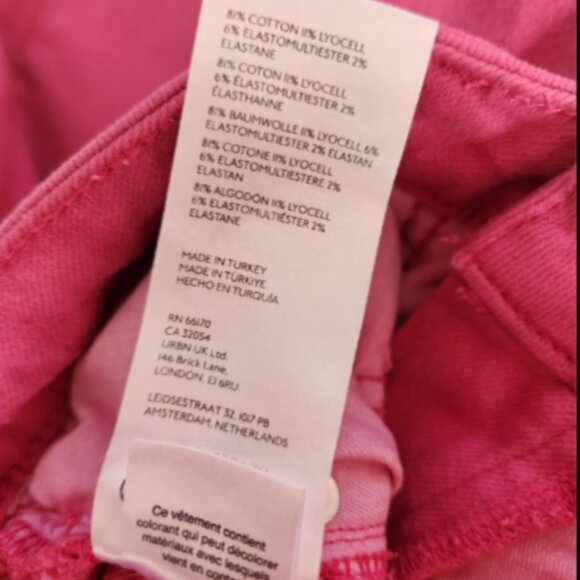 81% COTTON 11% LYOCELL
6% ELASTOMULTIESTER 2%
ELASTANE
81% COTON 11% LYOCELL
6% ÉLASTOMULTIESTER 2%
ÉLASTHANNE
81% BAUMWOLLE 11% LYOCELL 6%
ELASTOMULTIESTER 2% ELASTAN
81% COTONE 11% LYOCELL
6% ELASTOMULTIESTERE 2%
ELASTAN
81% ALGODÓN 11% LYOCELL
6% ELASTOMULTIÉSTER 2%
ELASTANE
MADE IN TURKEY
MADE IN TÜRKIYE
HECHO EN TURQUÍA
RN 66170
CA 32054
URBN UK Ltd.
146 Brick Lane,
LONDON, E1 6RU
LEIDSESTRAAT 32, 1017 PB
AMSTERDAM, NETHERLANDS
Ce vêtement contient
colorant qui peut décolorer
matériaux avec lesquels
vient en